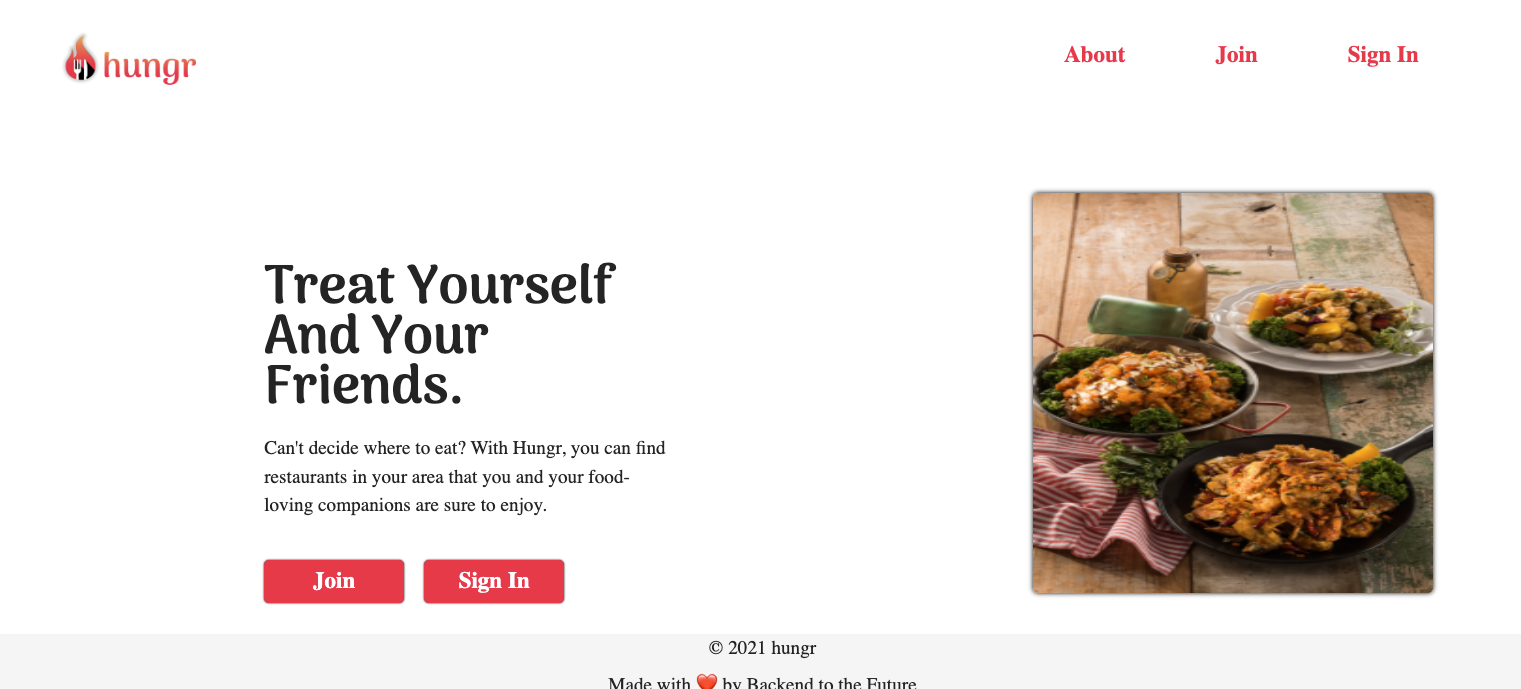 hungr
About
Join
Sign In
Treat Yourself
And Your
Friends.
Can't decide where to eat? With Hungr, you can find
restaurants in your area that you and your food-
loving companions are sure to enjoy.
Join
Sign In
© 2021 hungr
Made with ❤️ by Backend to the Future